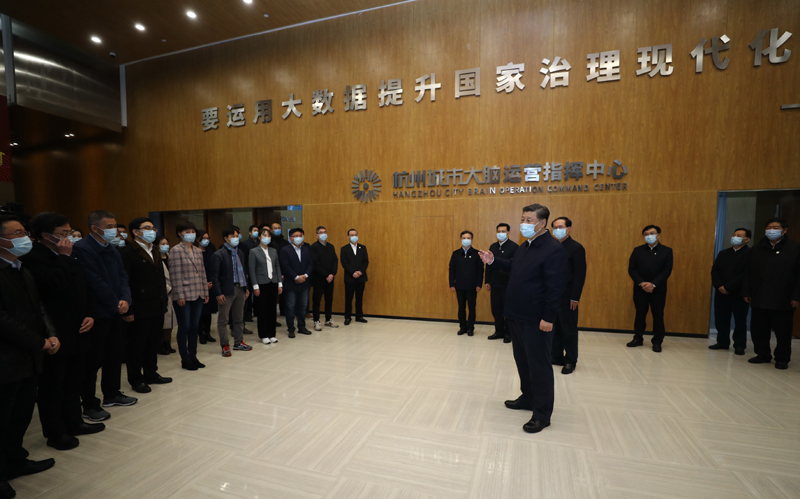 要运用大数据提升国家治理现代化
杭州城市大脑运营指挥中心
HANGZHOU CITY BRAIN OPERATION COMMAND CENTER